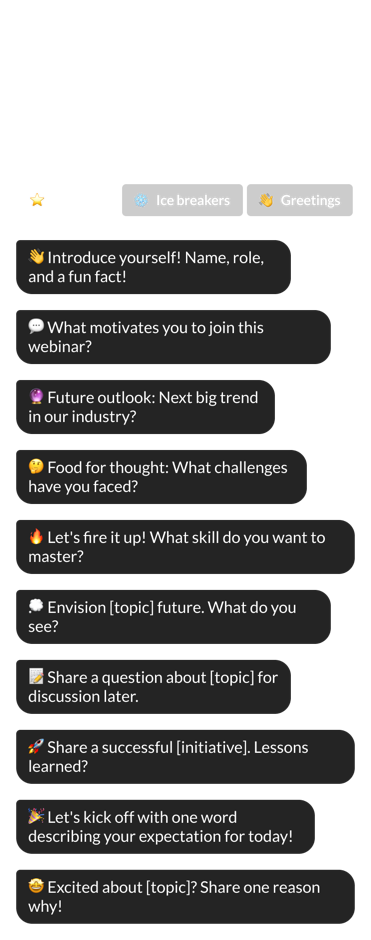 ⭐ ❄️ Ice breakers 👏 Greetings
👋 Introduce yourself! Name, role,
and a fun fact!
💬 What motivates you to join this
webinar?
🔮 Future outlook: Next big trend
in our industry?
🤔 Food for thought: What challenges
have you faced?
🔥 Let's fire it up! What skill do you want to
master?
💭 Envision [topic] future. What do you
see?
📝 Share a question about [topic] for
discussion later.
🚀 Share a successful [initiative]. Lessons
learned?
🎉 Let's kick off with one word
describing your expectation for today!
🤩 Excited about [topic]? Share one reason
why!